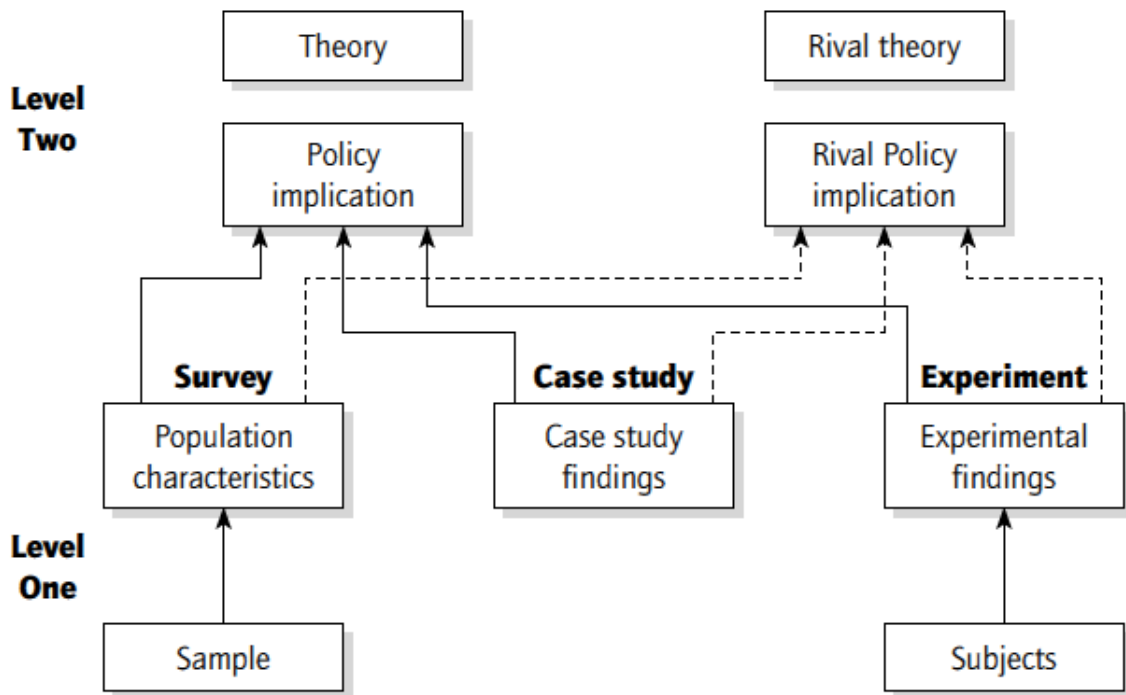 Theory
Rival theory
Level
Two
Policy
implication
Rival Policy
implication
Survey
Case study
Experiment
Population
characteristics
Case study
findings
Experimental
findings
Level
One
Sample
Subjects